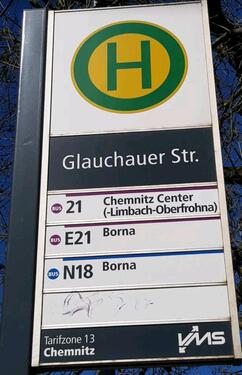 H
Glauchauer Str.
BUS 21 Chemnitz Center
(-Limbach-Oberfrohna)
BUS E21 Borna
BUS N18 Borna
Tarifzone 13
Chemnitz
VMS